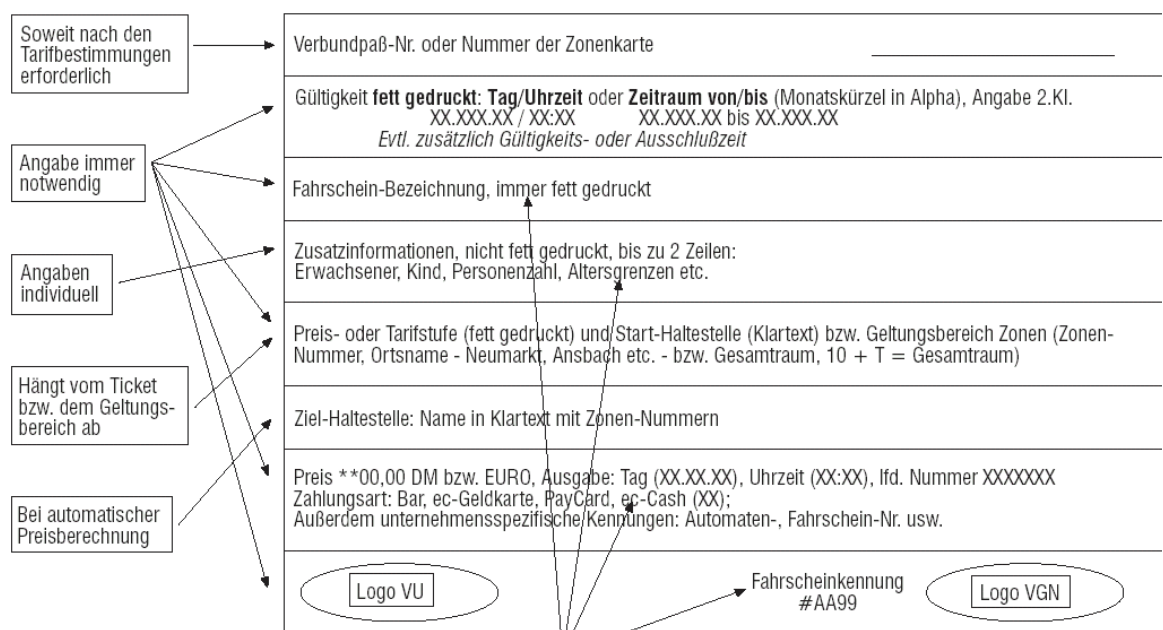 Soweit nach den
Tarifbestimmungen
erforderlich
Verbundpaß-Nr. oder Nummer der Zonenkarte
Gültigkeit fett gedruckt: Tag/Uhrzeit oder Zeitraum von/bis (Monatskürzel in Alpha), Angabe 2.Kl.
XX.XXX.XX / XX:XX XX.XXX.XX bis XX.XXX.XX
Evtl. zusätzlich Gültigkeits- oder Ausschlußzeit
Angabe immer
notwendig
Fahrschein-Bezeichnung, immer fett gedruckt
Angaben
individuell
Zusatzinformationen, nicht fett gedruckt, bis zu 2 Zeilen:
Erwachsener, Kind, Personenzahl, Altersgrenzen etc.
Hängt vom Ticket
bzw. dem Geltungs-
bereich ab
Preis- oder Tarifstufe (fett gedruckt) und Start-Haltestelle (Klartext) bzw. Geltungsbereich Zonen (Zonen-
Nummer, Ortsname - Neumarkt, Ansbach etc. - bzw. Gesamtraum, 10 + T = Gesamtraum)
Ziel-Haltestelle: Name in Klartext mit Zonen-Nummern
Bei automatischer
Preisberechnung
Preis **00,00 DM bzw. EURO, Ausgabe: Tag (XX.XX.XX), Uhrzeit (XX:XX), lfd. Nummer XXXXXXX
Zahlungsart: Bar, ec-Geldkarte, PayCard, ec-Cash (XX);
Außerdem unternehmensspezifische Kennungen: Automaten-, Fahrschein-Nr. usw.
Logo VU
Fahrscheinkennung
#AA99
Logo VGN